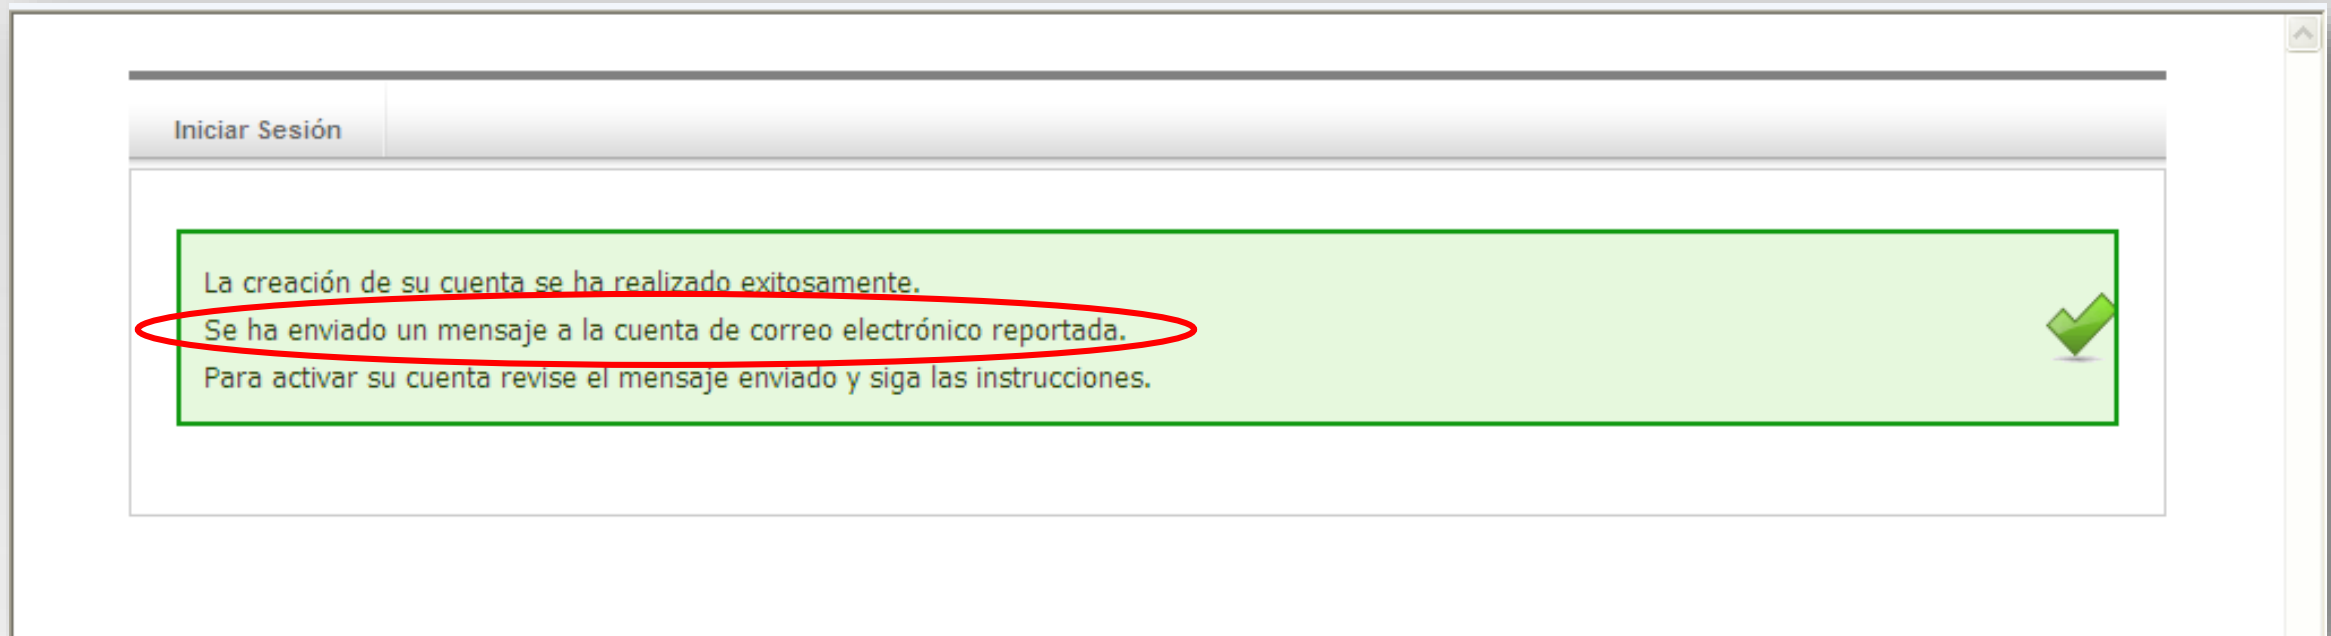 Iniciar Sesión
La creación de su cuenta se ha realizado exitosamente.
Se ha enviado un mensaje a la cuenta de correo electrónico reportada.
Para activar su cuenta revise el mensaje enviado y siga las instrucciones.